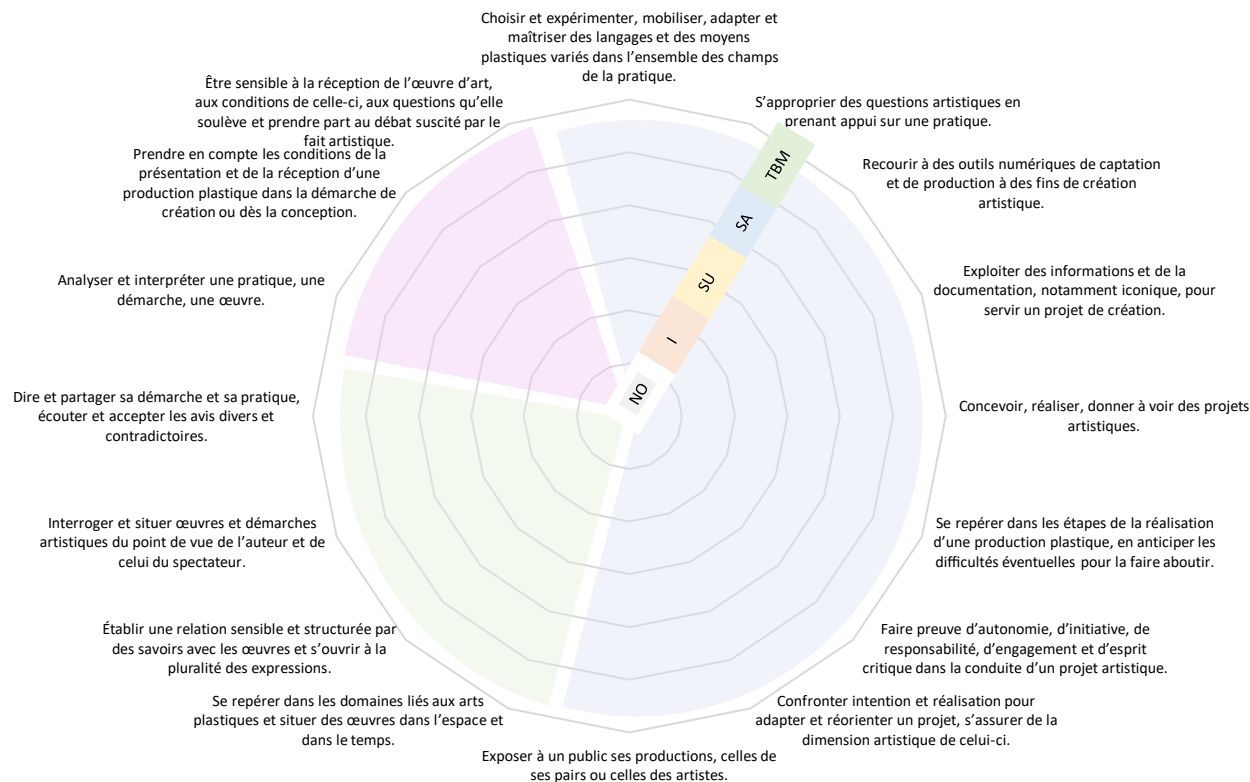 Choisir et expérimenter, mobiliser, adapter et
maîtriser des langages et des moyens
plastiques variés dans l’ensemble des champs
de la pratique.
S’approprier des questions artistiques en
prenant appui sur une pratique.
Recourir à des outils numériques de captation
et de production à des fins de création
artistique.
Exploiter des informations et de la
documentation, notamment iconique, pour
servir un projet de création.
Concevoir, réaliser, donner à voir des projets
artistiques.
Se repérer dans les étapes de la réalisation
d’une production plastique, en anticiper les
difficultés éventuelles pour la faire aboutir.
Faire preuve d’autonomie, d’initiative, de
responsabilité, d’engagement et d’esprit
critique dans la conduite d’un projet artistique.
Confronter intention et réalisation pour
adapter et réorienter un projet, s’assurer de la
dimension artistique de celui-ci.
Exposer à un public ses productions, celles de
ses pairs ou celles des artistes.
Se repérer dans les domaines liés aux arts
plastiques et situer des œuvres dans l’espace et
dans le temps.
Établir une relation sensible et structurée par
des savoirs avec les œuvres et s’ouvrir à la
pluralité des expressions.
Interroger et situer œuvres et démarches
artistiques du point de vue de l’auteur et de
celui du spectateur.
Dire et partager sa démarche et sa pratique,
écouter et accepter les avis divers et
contradictoires.
Analyser et interpréter une pratique, une
démarche, une œuvre.
Prendre en compte les conditions de la
présentation et de la réception d’une
production plastique dans la démarche de
création ou dès la conception.
Être sensible à la réception de l’œuvre d’art,
aux conditions de celle-ci, aux questions qu’elle
soulève et prendre part au débat suscité par le
fait artistique.
TBM
SA
SU
I
NO